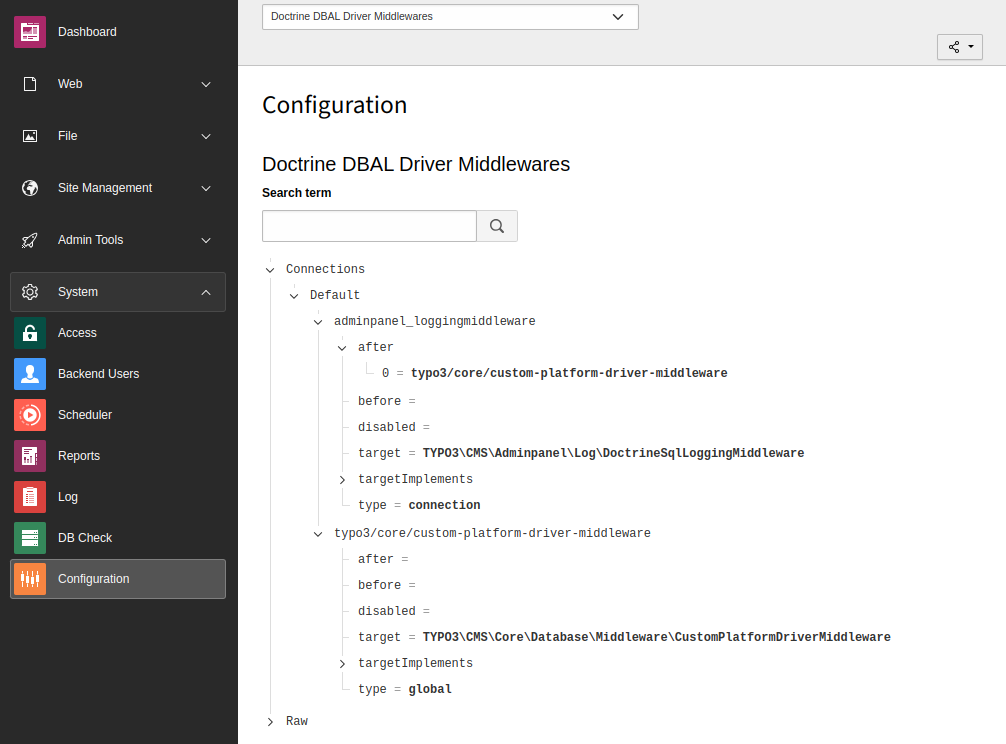 Dashboard
Web
File
Site Management
Admin Tools
System
Access
Backend Users
Scheduler
Reports
Log
DB Check
Configuration
Doctrine DBAL Driver Middlewares
Configuration
Doctrine DBAL Driver Middlewares
Search term
Connections
Default
adminpanel_loggingmiddleware
after
0 = typo3/core/custom-platform-driver-middleware
before =
disabled =
target = TYPO3\CMS\Adminpanel\Log\DoctrineSqlLoggingMiddleware
targetImplements
type = connection
typo3/core/custom-platform-driver-middleware
after =
before =
disabled =
target = TYPO3\CMS\Core\Database\Middleware\CustomPlatformDriverMiddleware
targetImplements
type = global
Raw